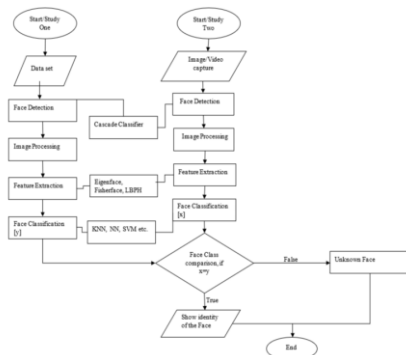 Start/Study
One
Start/Study
Two
Data set
Image/Video
capture
Face Detection
Face Detection
Cascade Classifier
Image Processing
Image Processing
Feature Extraction
Eigenface,
Fisherface, LBPH
Feature Extraction
Face Classification
[y]
KNN, NN, SVM etc.
Face Classification
[x]
Face Class
comparison, if
x=y
False
Unknown Face
True
Show identity
of the Face
End